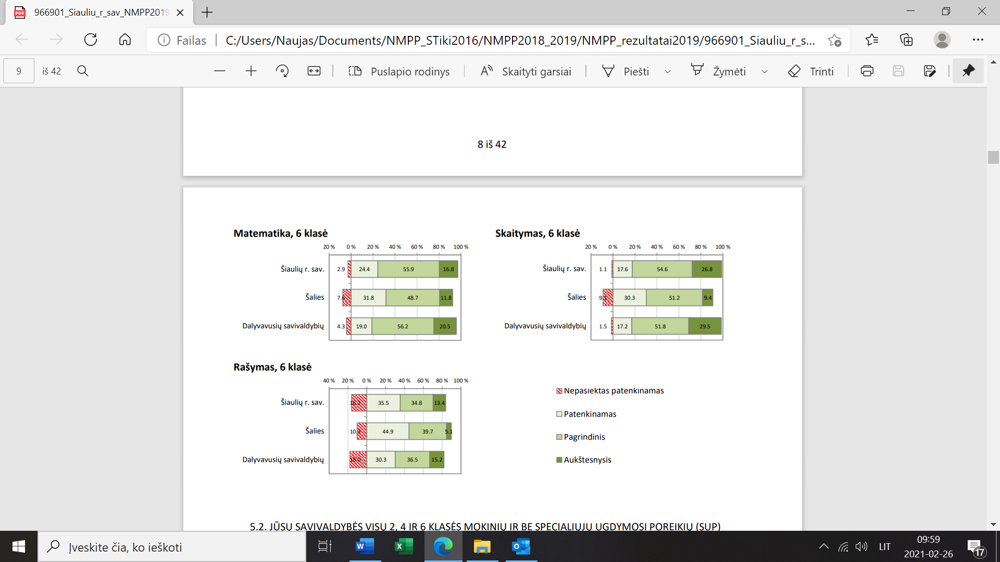 966901_Siauliu_r_sav_NMPP2019
Failas
C:/Users/Naujas/Documents/NMPP_STiki2016/NMPP2018_2019/NMPP_rezultatai2019/966901_Siauliu_r_s...
9 iš 42
Puslapio rodinys
Skaityti garsiai
Piešti
Žymėti
Trinti
8 iš 42
Matematika, 6 klasė
20 % 0 % 20 % 40 % 60 % 80 % 100 %
Šiaulių r. sav. 2.9 24.4 55.9 16.8
Šalies 7.6 31.8 48.7 11.8
Dalyvavusių savivaldybių 4.3 19.0 56.2 20.5
Skaitymas, 6 klasė
20 % 0 % 20 % 40 % 60 % 80 % 100 %
Šiaulių r. sav. 1.1 17.6 54.6 26.8
Šalies 9.1 30.3 51.2 9.4
Dalyvavusių savivaldybių 1.5 17.2 51.8 29.5
Rašymas, 6 klasė
40 % 20 % 0 % 20 % 40 % 60 % 80 % 100 %
Šiaulių r. sav. 16.2 35.5 34.8 13.4
Šalies 44.9 39.7 5.1
Dalyvavusių savivaldybių 18.0 30.3 36.5 15.2
Nepasiektas patenkinamas
Patenkinamas
Pagrindinis
Aukštesnysis
5.2. JŪSŲ SAVIVALDYBĖS VISŲ 2, 4 IR 6 KLASĖS MOKINIŲ IR BE SPECIALIŲJŲ UGDYMOSI POREIKIŲ (SUP)
Įveskite čia, ko ieškoti
LIT
09:59
2021-02-26
17